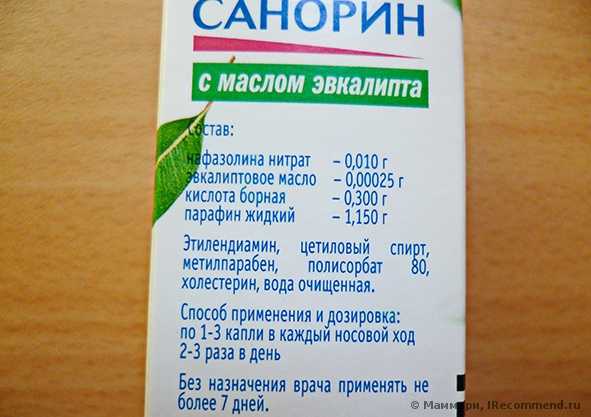 САНОРИН
с маслом эвкалипта
Состав:
нафазолина нитрат – 0,010 г
эвкалиптовое масло – 0,00025 г
кислота борная – 0,300 г
парафин жидкий – 1,150 г
Этилендиамин, цетиловый спирт,
метилпарабен, полисорбат 80,
холестерин, вода очищенная.
Способ применения и дозировка:
по 1-3 капли в каждый носовой ход
2-3 раза в день
Без назначения врача применять не
более 7 дней.
© Маммари, IRecommend.ru